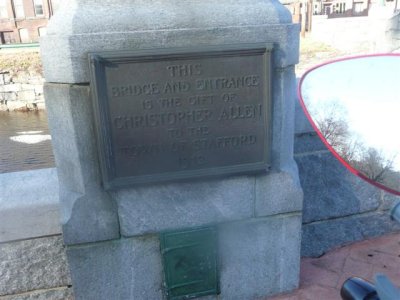 THIS
BRIDGE AND ENTRANCE
IS THE GIFT OF
CHRISTOPHER ALLEN
TO THE
TOWN OF STAFFORD